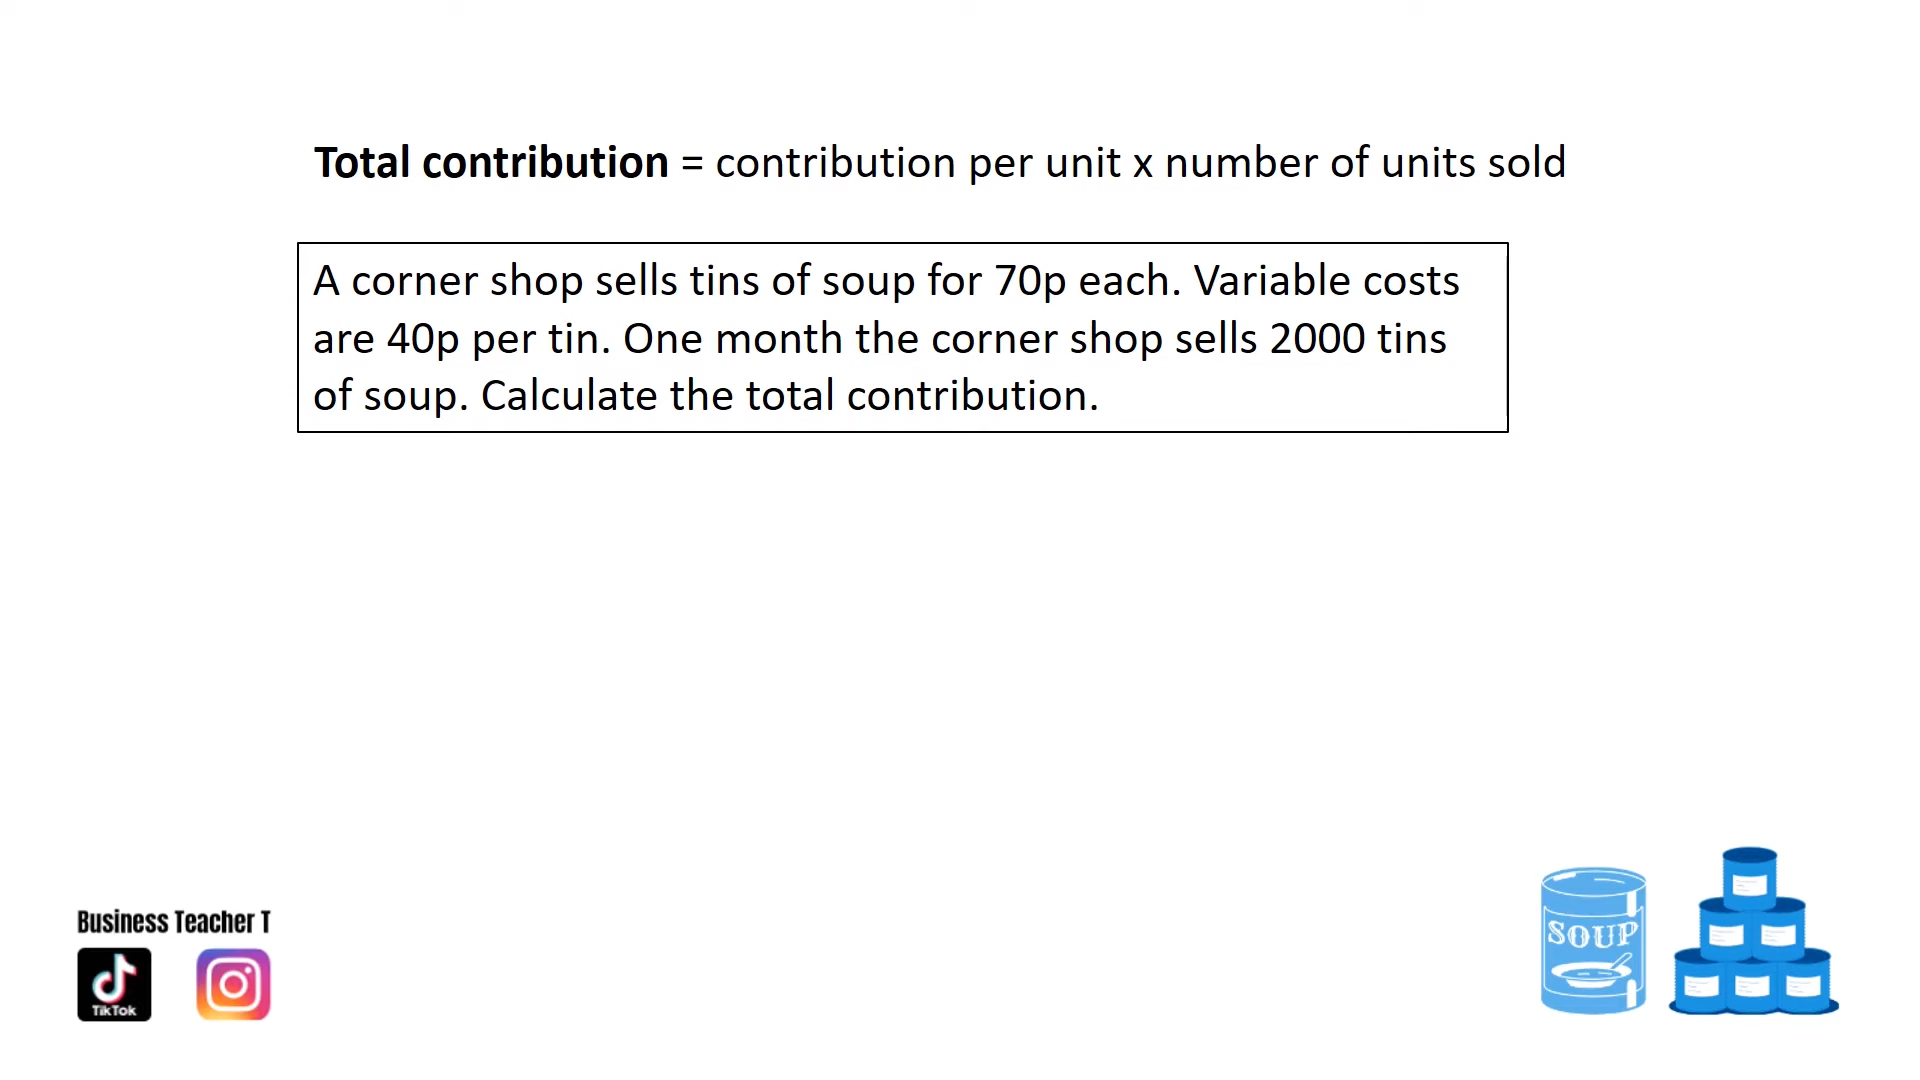 Total contribution = contribution per unit x number of units sold
A corner shop sells tins of soup for 70p each. Variable costs
are 40p per tin. One month the corner shop sells 2000 tins
of soup. Calculate the total contribution.
Business Teacher T
TikTok
SOUP